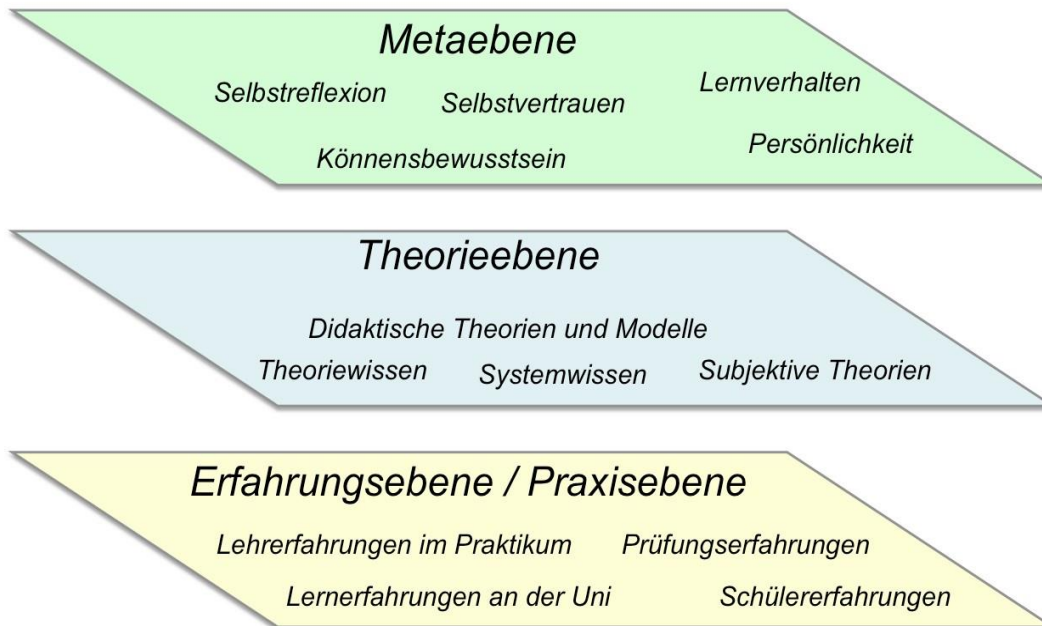 Metaebene
Selbstreflexion Selbstvertrauen Lernverhalten
Könnensbewusstsein Persönlichkeit
Theorieebene
Didaktische Theorien und Modelle
Theoriewissen Systemwissen Subjektive Theorien
Erfahrungsebene / Praxisebene
Lehrerfahrungen im Praktikum Prüfungserfahrungen
Lernerfahrungen an der Uni Schülererfahrungen